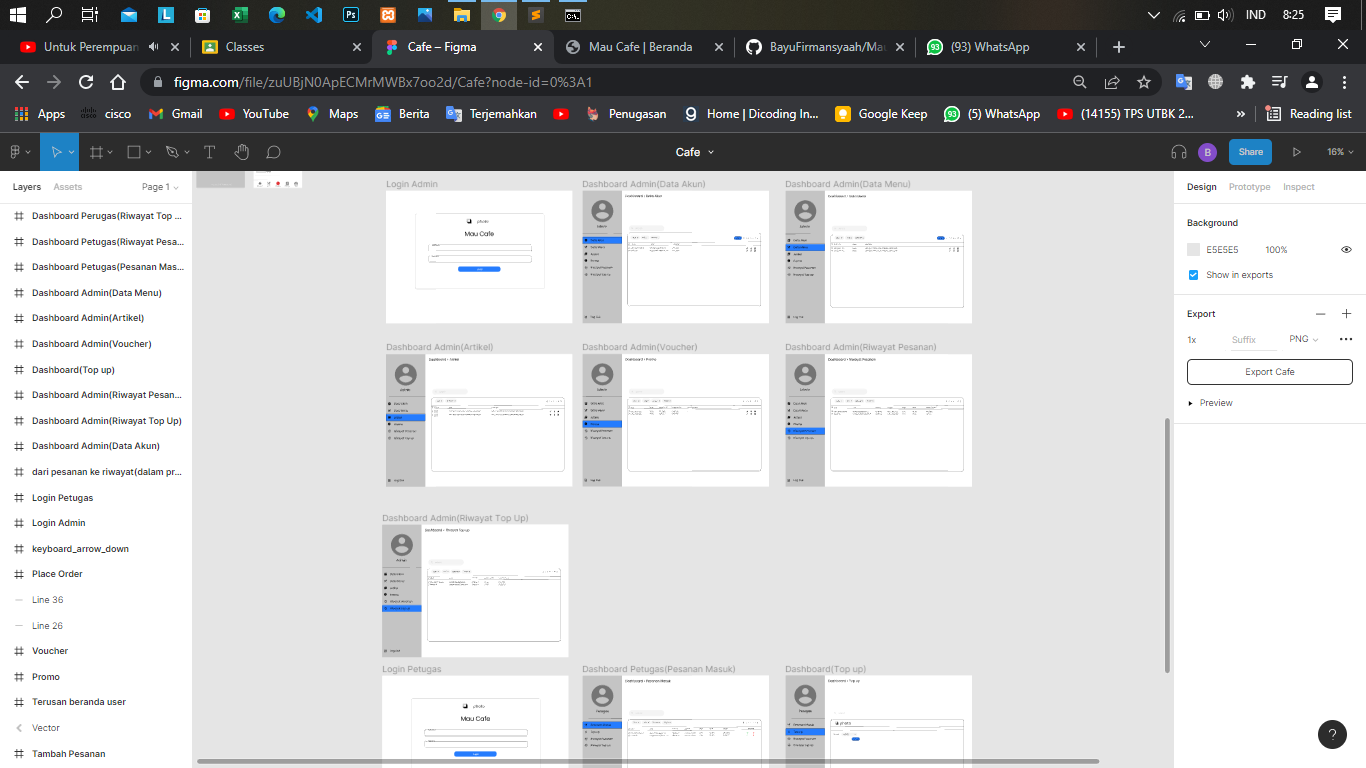 IND 8:25
Untuk Perempuan
Classes
Cafe – Figma
Mau Cafe | Beranda
BayuFirmansyaah/Mau
(93) WhatsApp
figma.com/file/zuUBjN0ApECMrMWBx7oo2d/Cafe?node-id=0%3A1
Apps
cisco
Gmail
YouTube
Maps
Berita
Terjemahkan
Penugasan
Home | Dicoding In...
Google Keep
(5) WhatsApp
(14155) TPS UTBK 2...
»
Reading list
Cafe
B
Share
16%
Layers
Assets
Page 1
Dashboard Perugas(Riwayat Top ...
Dashboard Petugas(Riwayat Pesa...
Dashboard Petugas(Pesanan Mas...
Dashboard Admin(Data Menu)
Dashboard Admin(Artikel)
Dashboard Admin(Voucher)
Dashboard(Top up)
Dashboard Admin(Riwayat Pesan...
Dashboard Admin(Riwayat Top Up)
Dashboard Admin(Data Akun)
dari pesanan ke riwayat(dalam pr...
Login Petugas
Login Admin
keyboard_arrow_down
Place Order
Line 36
Line 26
Voucher
Promo
Terusan beranda user
Vector
Tambah Pesanan
Login Admin
photo
Mau Cafe
Dashboard Admin(Data Akun)
Dashboard Admin(Data Menu)
Dashboard Admin(Artikel)
Dashboard Admin(Voucher)
Dashboard Admin(Riwayat Pesanan)
Dashboard Admin(Riwayat Top Up)
Login Petugas
photo
Mau Cafe
Dashboard Petugas(Pesanan Masuk)
Dashboard(Top up)
photo
Design
Prototype
Inspect
Background
E5E5E5
100%
Show in exports
Export
1x
Suffix
PNG
Export Cafe
Preview
?